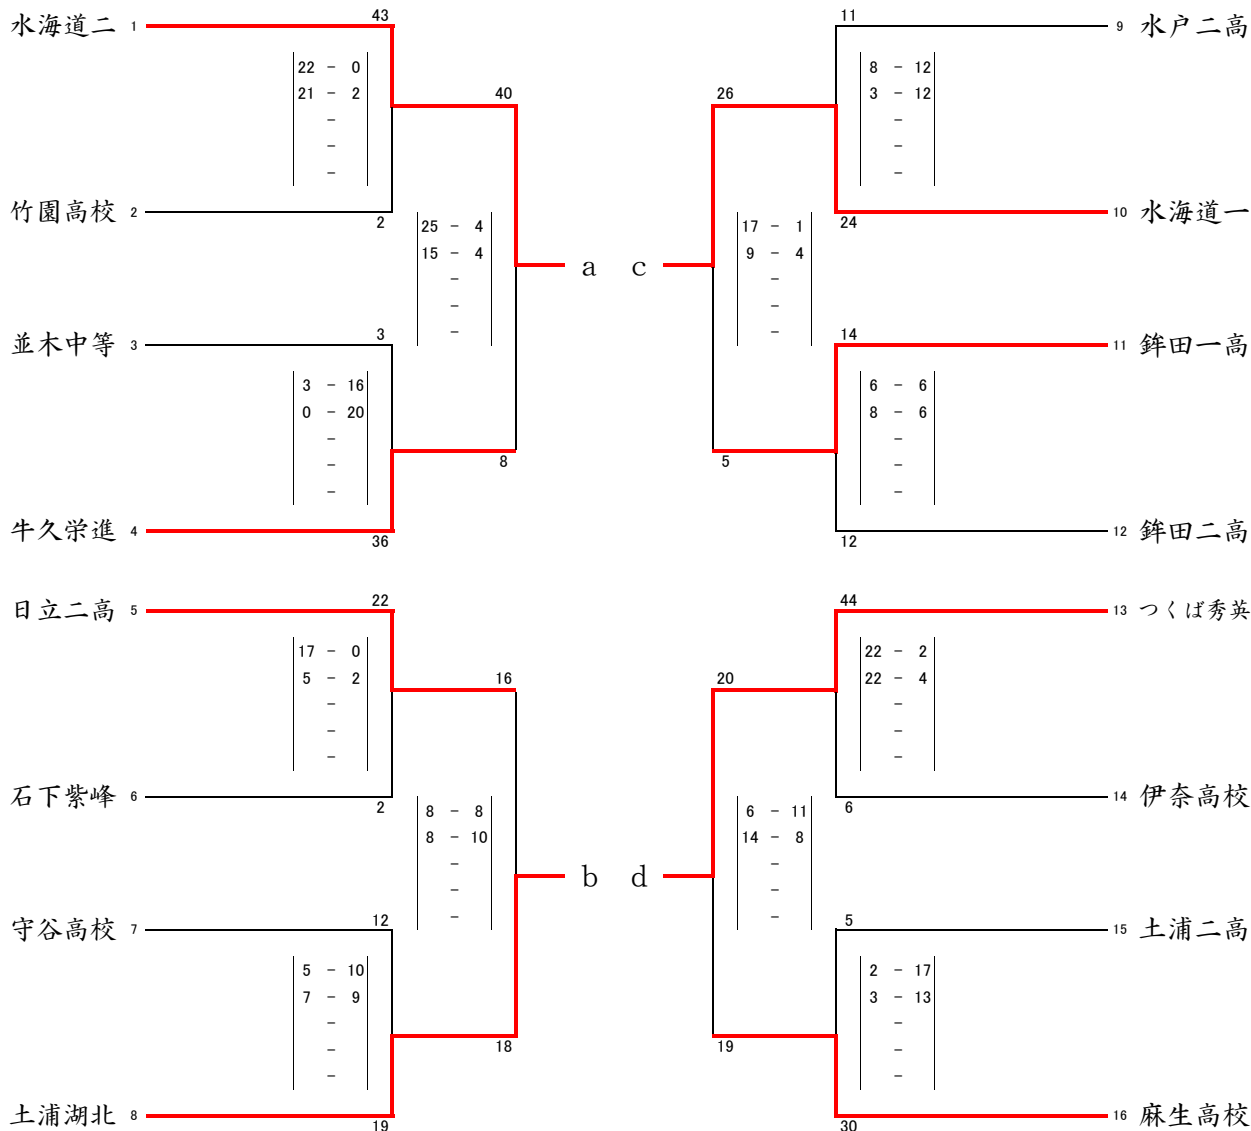 水海道二 1 43
22 - 0
21 - 2
-
-
-
竹園高校 2 2
40
25 - 4
15 - 4
-
-
-
a
並木中等 3 3
3 - 16
0 - 20
-
-
-
牛久栄進 4 36
8
日立二高 5 22
17 - 0
5 - 2
-
-
-
石下紫峰 6 2
16
8 - 8
8 - 10
-
-
-
b
守谷高校 7 12
5 - 10
7 - 9
-
-
-
土浦湖北 8 19
18
11 9 水戸二高
8 - 12
3 - 12
-
-
-
24 10 水海道一
26
17 - 1
9 - 4
-
-
-
c
14 11 鉾田一高
6 - 6
8 - 6
-
-
-
12 12 鉾田二高
5
44 13 つくば秀英
22 - 2
22 - 4
-
-
-
6 14 伊奈高校
20
6 - 11
14 - 8
-
-
-
d
5 15 土浦二高
2 - 17
3 - 13
-
-
-
30 16 麻生高校
19